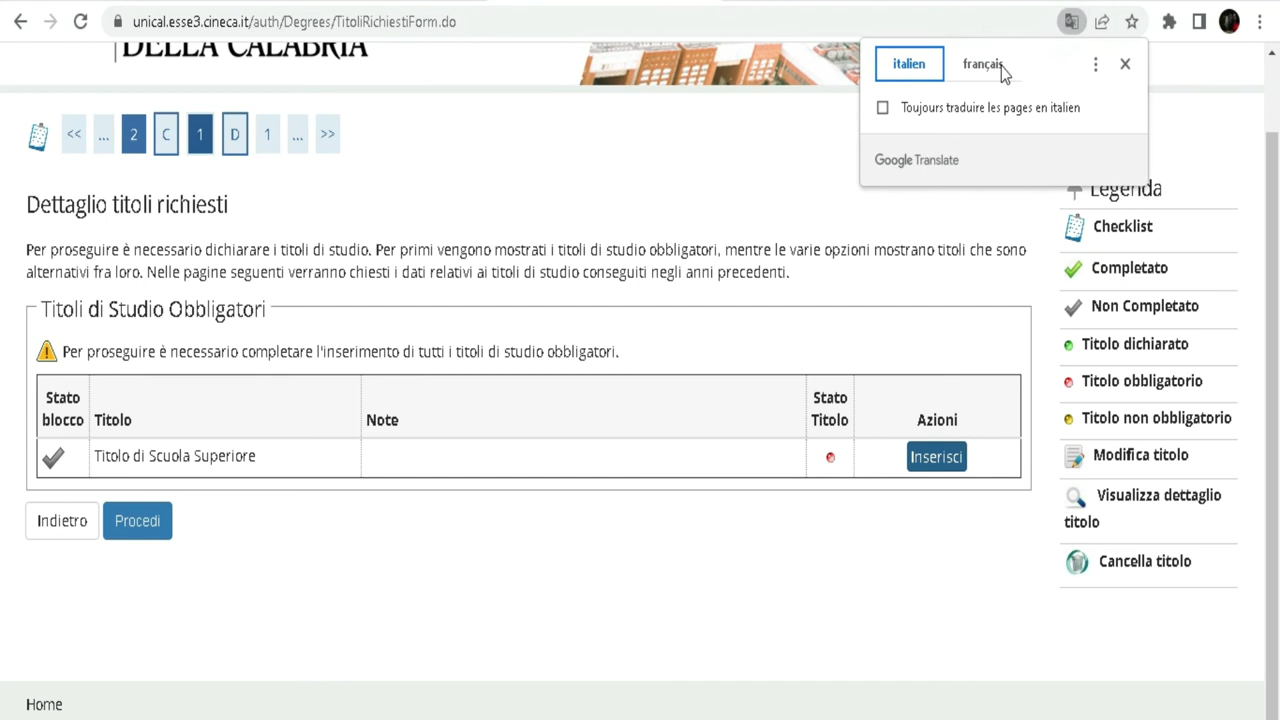 unical.esse3.cineca.it/auth/Degrees/TitoliRichiestiForm.do
DELLA CALABRIA
italien
français
Toujours traduire les pages en italien
Google Translate
<< ... 2 C 1 D 1 ... >>
Dettaglio titoli richiesti
Per proseguire è necessario dichiarare i titoli di studio. Per primi vengono mostrati i titoli di studio obbligatori, mentre le varie opzioni mostrano titoli che sono
alternativi fra loro. Nelle pagine seguenti verranno chiesti i dati relativi ai titoli di studio conseguiti negli anni precedenti.
Titoli di Studio Obbligatori
Per proseguire è necessario completare l'inserimento di tutti i titoli di studio obbligatori.
Stato
blocco
Titolo
Note
Stato
Titolo
Azioni
Titolo di Scuola Superiore
Inserisci
Indietro
Procedi
Legenda
Checklist
Completato
Non Completato
Titolo dichiarato
Titolo obbligatorio
Titolo non obbligatorio
Modifica titolo
Visualizza dettaglio
titolo
Cancella titolo
Home